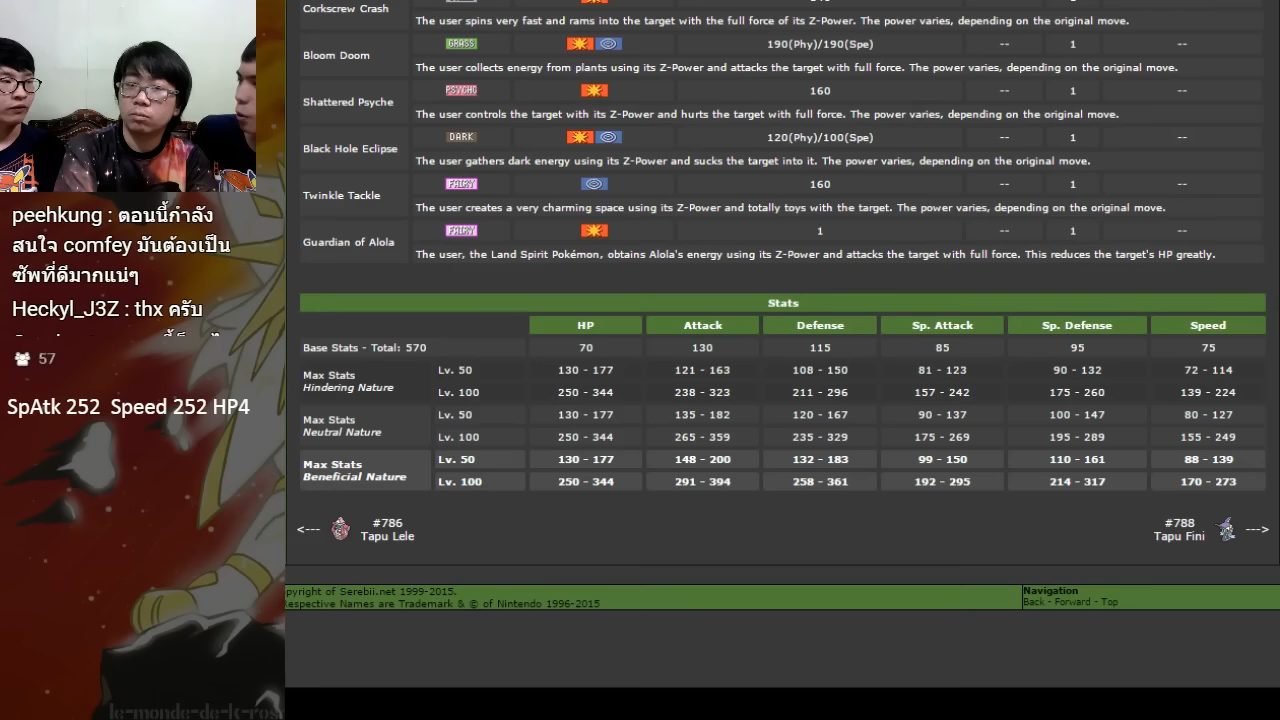 Corkscrew Crash
The user spins very fast and rams into the target with the full force of its Z-Power. The power varies, depending on the original move.
Bloom Doom GRASS 190(Phy)/190(Spe) -- 1 --
The user collects energy from plants using its Z-Power and attacks the target with full force. The power varies, depending on the original move.
Shattered Psyche PSYCHC 160 -- 1 --
The user controls the target with its Z-Power and hurts the target with full force. The power varies, depending on the original move.
Black Hole Eclipse DARK 120(Phy)/100(Spe) -- 1 --
The user gathers dark energy using its Z-Power and sucks the target into it. The power varies, depending on the original move.
Twinkle Tackle FAIRY 160 -- 1 --
The user creates a very charming space using its Z-Power and totally toys with the target. The power varies, depending on the original move.
Guardian of Alola FAIRY 1 -- 1 --
The user, the Land Spirit Pokémon, obtains Alola's energy using its Z-Power and attacks the target with full force. This reduces the target's HP greatly.
Stats
HP Attack Defense Sp. Attack Sp. Defense Speed
Base Stats - Total: 570 70 130 115 85 95 75
Max Stats
Hindering Nature
Lv. 50 130 - 177 121 - 163 108 - 150 81 - 123 90 - 132 72 - 114
Lv. 100 250 - 344 238 - 323 211 - 296 157 - 242 175 - 260 139 - 224
Max Stats
Neutral Nature
Lv. 50 130 - 177 135 - 182 120 - 167 90 - 137 100 - 147 80 - 127
Lv. 100 250 - 344 265 - 359 235 - 329 175 - 269 195 - 289 155 - 249
Max Stats
Beneficial Nature
Lv. 50 130 - 177 148 - 200 132 - 183 99 - 150 110 - 161 88 - 139
Lv. 100 250 - 344 291 - 394 258 - 361 192 - 295 214 - 317 170 - 273
<--- #786
Tapu Lele
#788 --->
Tapu Fini
pyright of Serebii.net 1999-2015.
Respective Names are Trademark & © of Nintendo 1996-2015
Navigation
Back - Forward - Top
peehkung : ตอนนี้กำลัง
สนใจ comfey มันต้องเป็น
ซัพที่ดีมากแน่ๆ
Heckyl_J3Z : thx ครับ
57
SpAtk 252 Speed 252 HP4
le-monde-de-k-ros